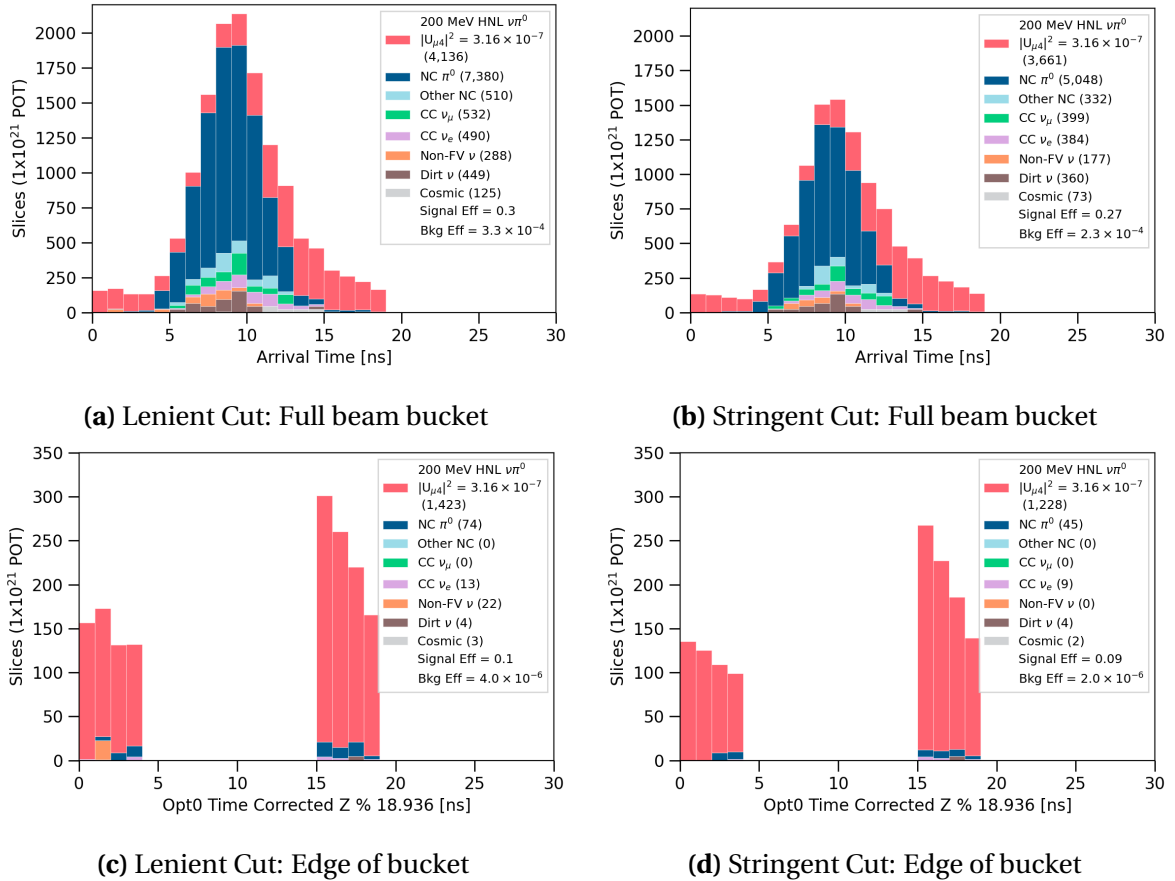 (a)
2000
1750
1500
1250
1000
750
500
250
0
Slices (1x10²¹ POT)
200 MeV HNL νπ⁰
|Uμ4|² = 3.16 × 10⁻⁷
(4,136)
NC π⁰ (7,380)
Other NC (510)
CC νμ (532)
CC νe (490)
Non-FV ν (288)
Dirt ν (449)
Cosmic (125)
Signal Eff = 0.3
Bkg Eff = 3.3 × 10⁻⁴
0 5 10 15 20 25 30
Arrival Time [ns]
(a) Lenient Cut: Full beam bucket
(b)
2000
1750
1500
1250
1000
750
500
250
0
Slices (1x10²¹ POT)
200 MeV HNL νπ⁰
|Uμ4|² = 3.16 × 10⁻⁷
(3,661)
NC π⁰ (5,048)
Other NC (332)
CC νμ (399)
CC νe (384)
Non-FV ν (177)
Dirt ν (360)
Cosmic (73)
Signal Eff = 0.27
Bkg Eff = 2.3 × 10⁻⁴
0 5 10 15 20 25 30
Arrival Time [ns]
(b) Stringent Cut: Full beam bucket
350
300
250
200
150
100
50
0
Slices (1x10²¹ POT)
200 MeV HNL νπ⁰
|Uμ4|² = 3.16 × 10⁻⁷
(1,423)
NC π⁰ (74)
Other NC (0)
CC νμ (0)
CC νe (13)
Non-FV ν (22)
Dirt ν (4)
Cosmic (3)
Signal Eff = 0.1
Bkg Eff = 4.0 × 10⁻⁶
0 5 10 15 20 25 30
Opt0 Time Corrected Z % 18.936 [ns]
(c) Lenient Cut: Edge of bucket
350
300
250
200
150
100
50
0
Slices (1x10²¹ POT)
200 MeV HNL νπ⁰
|Uμ4|² = 3.16 × 10⁻⁷
(1,228)
NC π⁰ (45)
Other NC (0)
CC νμ (0)
CC νe (9)
Non-FV ν (0)
Dirt ν (4)
Cosmic (2)
Signal Eff = 0.09
Bkg Eff = 2.0 × 10⁻⁶
0 5 10 15 20 25 30
Opt0 Time Corrected Z % 18.936 [ns]
(d) Stringent Cut: Edge of bucket